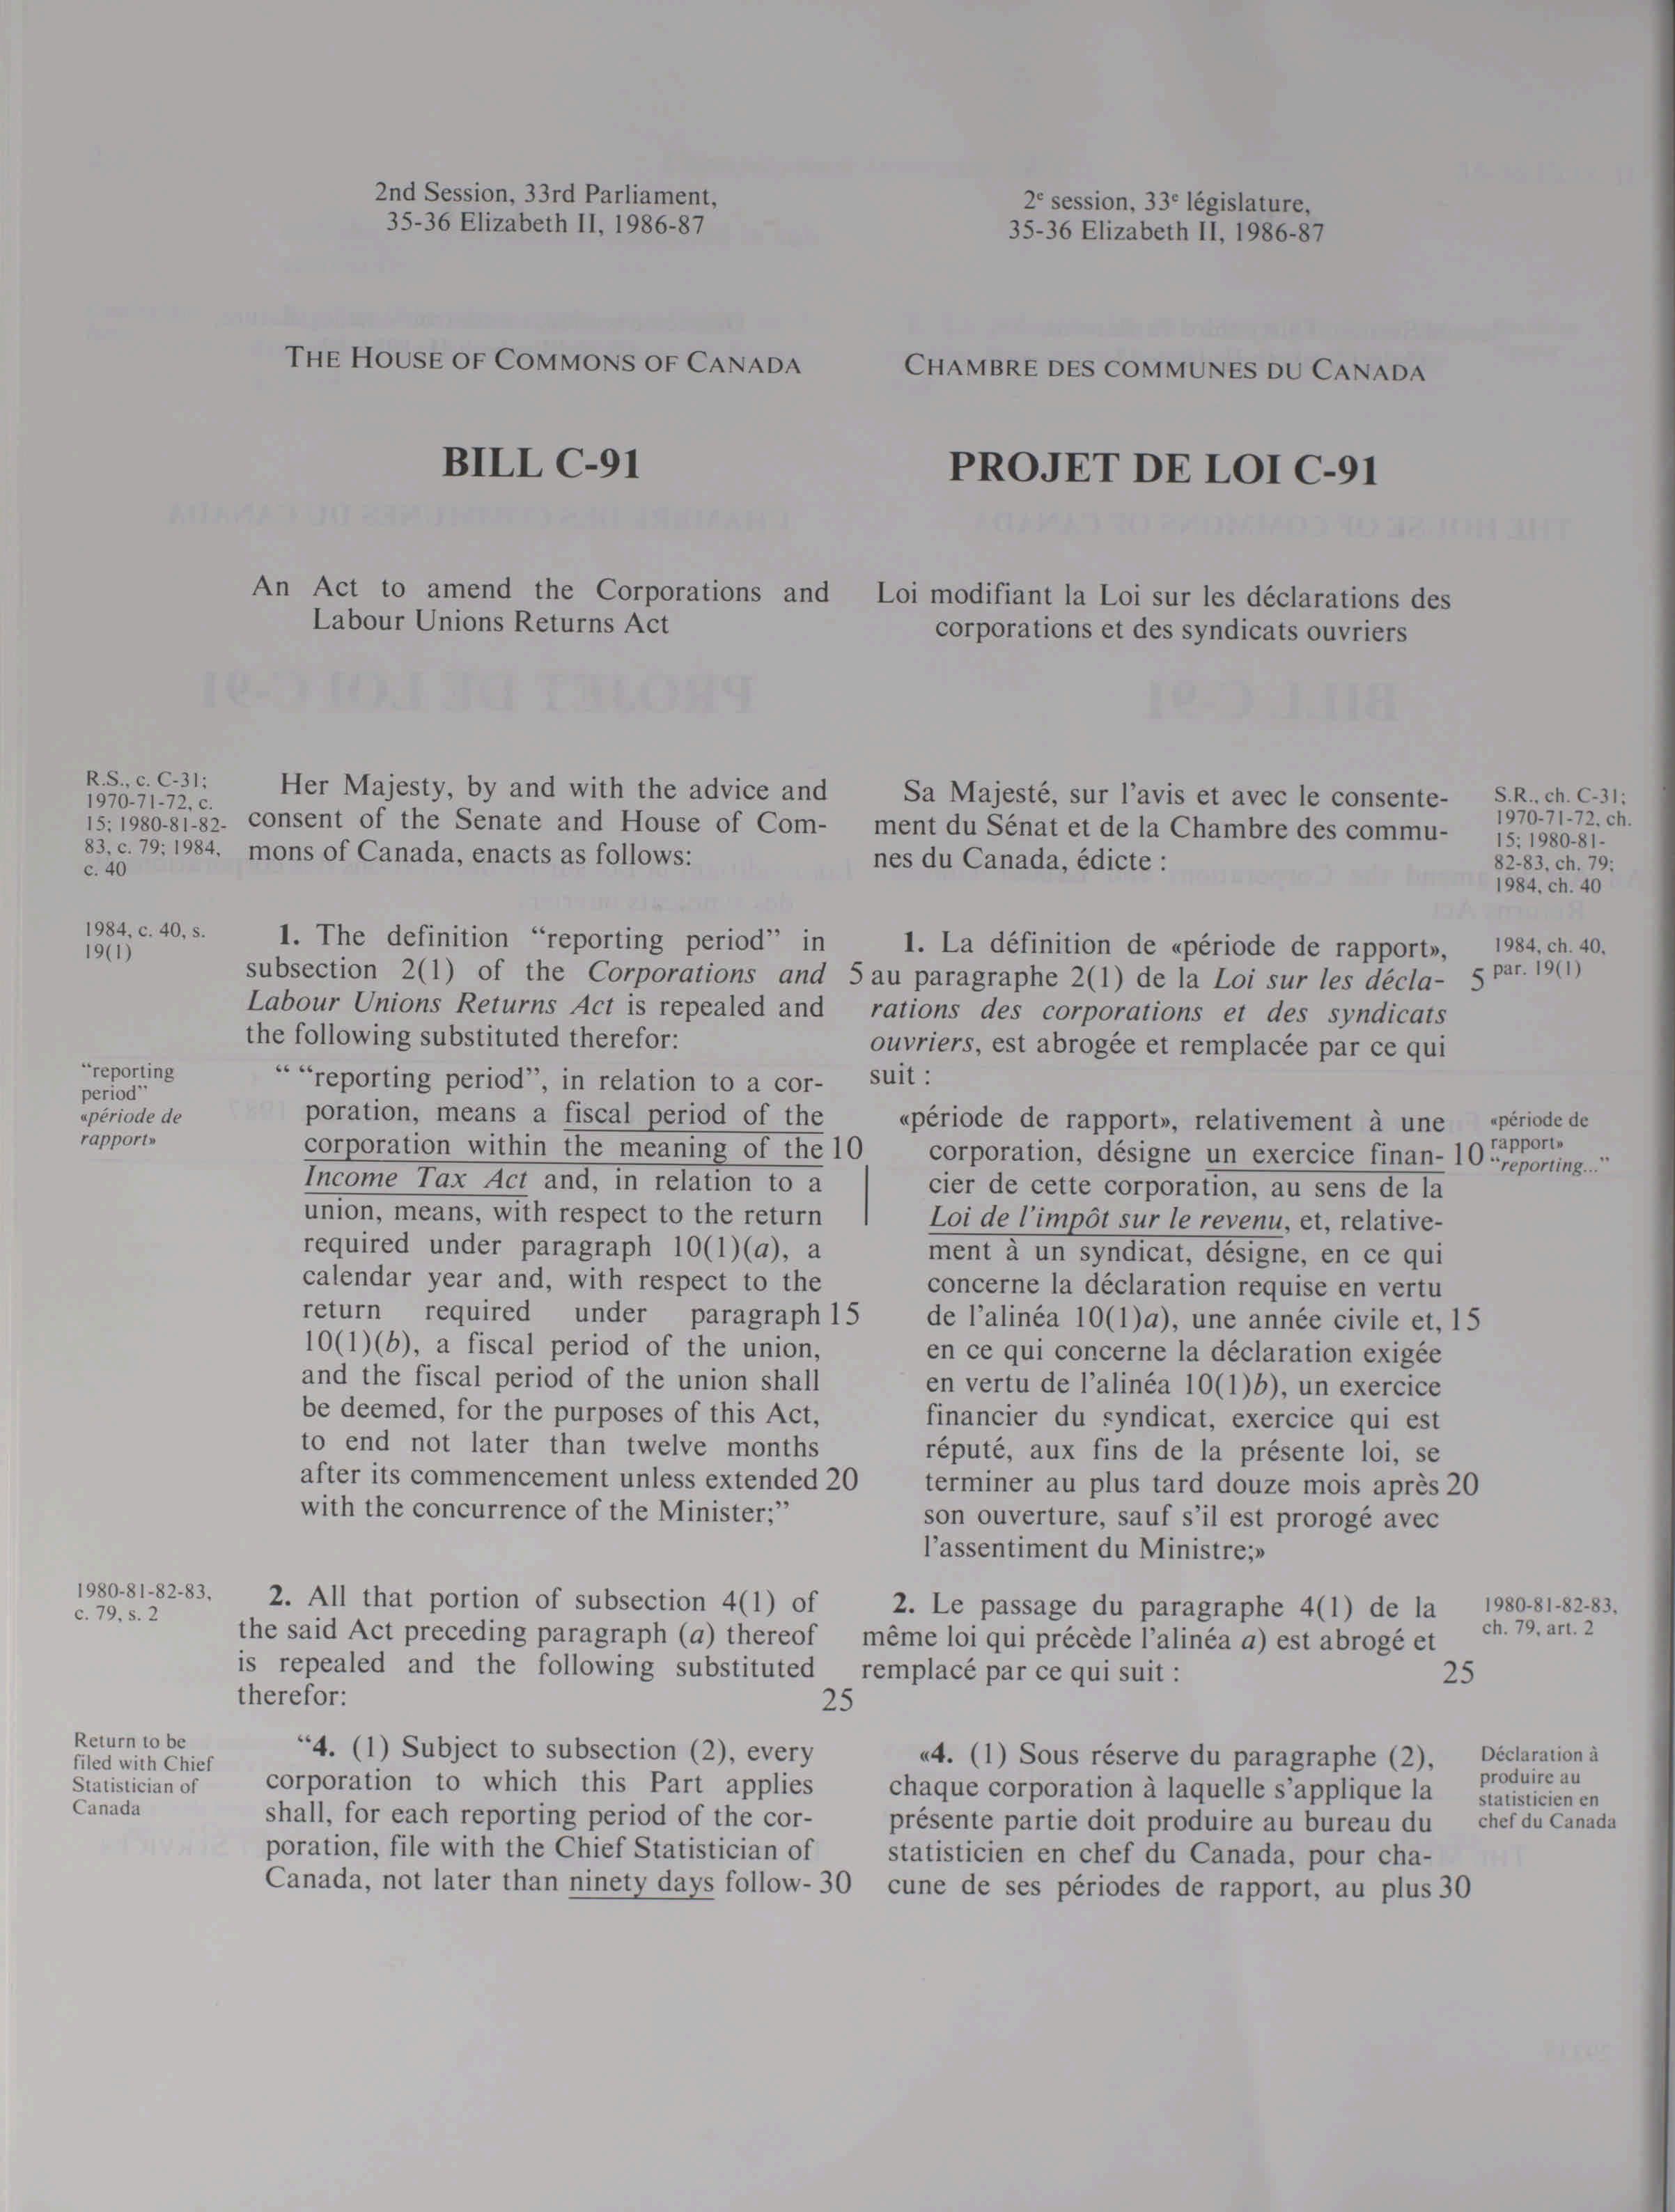 2nd Session, 33rd Parliament,
35-36 Elizabeth II, 1986-87
THE HOUSE OF COMMONS OF CANADA
BILL C-91
An Act to amend the Corporations and
Labour Unions Returns Act
R.S., c. C-31;
1970-71-72, c.
15; 1980-81-82-
83, c. 79; 1984,
c. 40
Her Majesty, by and with the advice and
consent of the Senate and House of Com-
mons of Canada, enacts as follows:
1984, c. 40, s.
19(1)
1. The definition “reporting period” in
subsection 2(1) of the Corporations and 5
Labour Unions Returns Act is repealed and
the following substituted therefor:
“reporting
period”
«période de
rapport»
“ “reporting period”, in relation to a cor-
poration, means a fiscal period of the
corporation within the meaning of the 10
Income Tax Act and, in relation to a
union, means, with respect to the return
required under paragraph 10(1)(a), a
calendar year and, with respect to the
return required under paragraph 15
10(1)(b), a fiscal period of the union,
and the fiscal period of the union shall
be deemed, for the purposes of this Act,
to end not later than twelve months
after its commencement unless extended 20
with the concurrence of the Minister;”
1980-81-82-83,
c. 79, s. 2
2. All that portion of subsection 4(1) of
the said Act preceding paragraph (a) thereof
is repealed and the following substituted
therefor: 25
Return to be
filed with Chief
Statistician of
Canada
“4. (1) Subject to subsection (2), every
corporation to which this Part applies
shall, for each reporting period of the cor-
poration, file with the Chief Statistician of
Canada, not later than ninety days follow- 30
2e session, 33e législature,
35-36 Elizabeth II, 1986-87
CHAMBRE DES COMMUNES DU CANADA
PROJET DE LOI C-91
Loi modifiant la Loi sur les déclarations des
corporations et des syndicats ouvriers
Sa Majesté, sur l’avis et avec le consente-
ment du Sénat et de la Chambre des commu-
nes du Canada, édicte :
S.R., ch. C-31;
1970-71-72, ch.
15; 1980-81-
82-83, ch. 79;
1984, ch. 40
1. La définition de «période de rapport»,
au paragraphe 2(1) de la Loi sur les décla- 5
rations des corporations et des syndicats
ouvriers, est abrogée et remplacée par ce qui
suit :
1984, ch. 40,
par. 19(1)
«période de rapport», relativement à une
corporation, désigne un exercice finan- 10
cier de cette corporation, au sens de la
Loi de l’impôt sur le revenu, et, relative-
ment à un syndicat, désigne, en ce qui
concerne la déclaration requise en vertu
de l’alinéa 10(1)a), une année civile et, 15
en ce qui concerne la déclaration exigée
en vertu de l’alinéa 10(1)b), un exercice
financier du syndicat, exercice qui est
réputé, aux fins de la présente loi, se
terminer au plus tard douze mois après 20
son ouverture, sauf s’il est prorogé avec
l’assentiment du Ministre;»
«période de
rapport»
“reporting...”
2. Le passage du paragraphe 4(1) de la
même loi qui précède l’alinéa a) est abrogé et
remplacé par ce qui suit : 25
1980-81-82-83,
ch. 79, art. 2
«4. (1) Sous réserve du paragraphe (2),
chaque corporation à laquelle s’applique la
présente partie doit produire au bureau du
statisticien en chef du Canada, pour cha-
cune de ses périodes de rapport, au plus 30
Déclaration à
produire au
statisticien en
chef du Canada